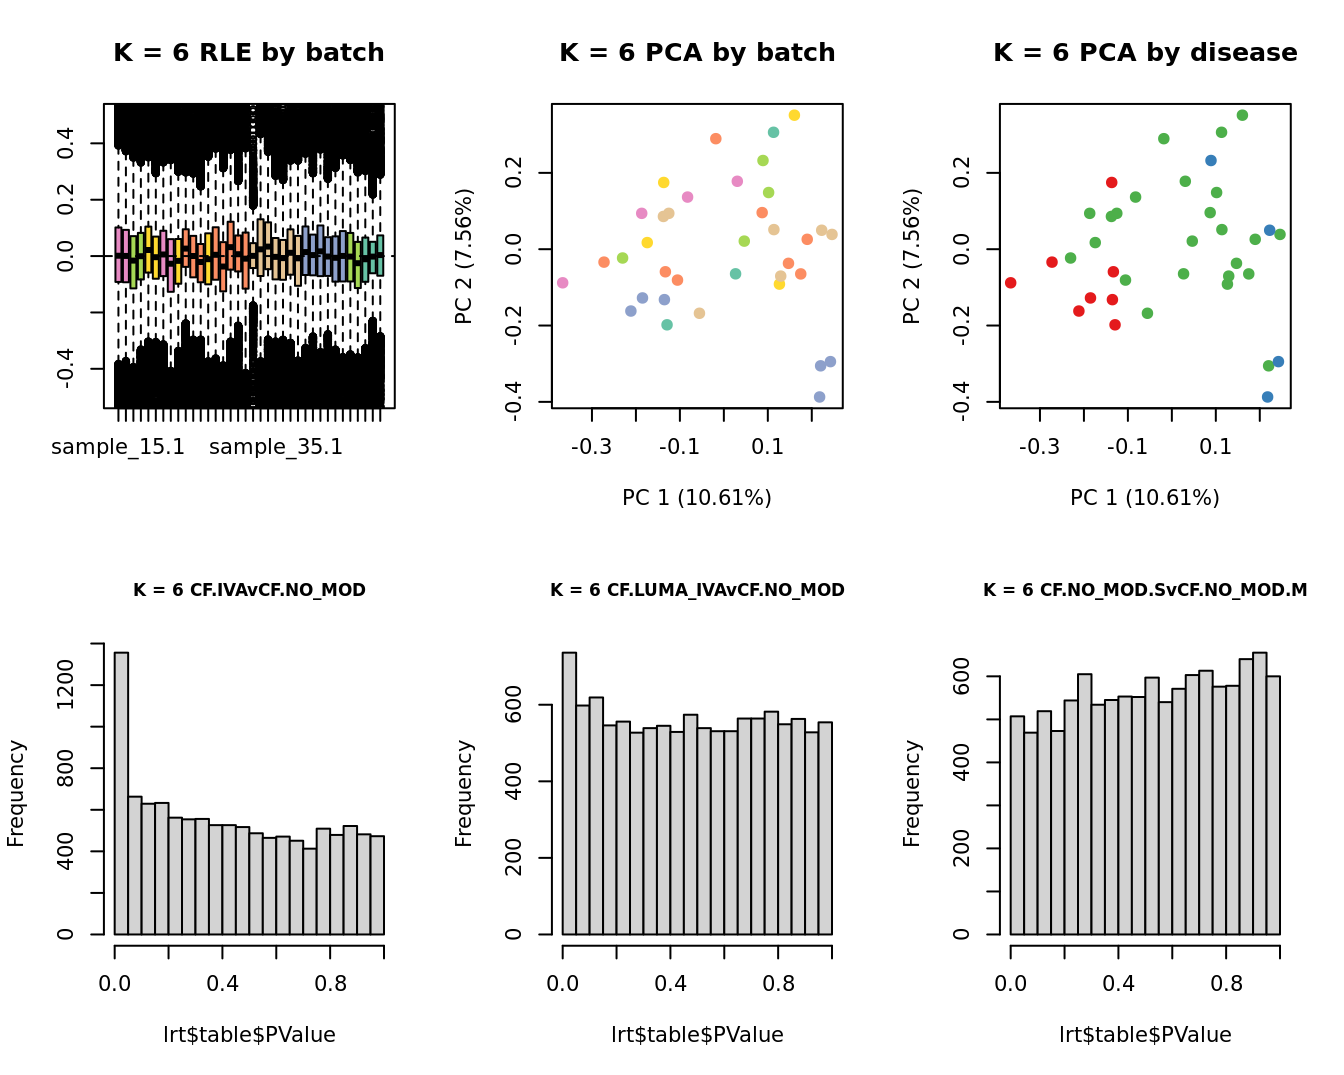 K = 6 RLE by batch
0.4
0.2
0.0
-0.4
sample_15.1
sample_35.1
K = 6 PCA by batch
PC 2 (7.56%)
0.2
0.0
-0.2
-0.4
-0.3
-0.1
0.1
PC 1 (10.61%)
K = 6 PCA by disease
PC 2 (7.56%)
0.2
0.0
-0.2
-0.4
-0.3
-0.1
0.1
PC 1 (10.61%)
K = 6 CF.IVAvCF.NO_MOD
Frequency
1200
800
400
0
0.0
0.4
0.8
lrt$table$PValue
K = 6 CF.LUMA_IVAvCF.NO_MOD
Frequency
600
400
200
0
0.0
0.4
0.8
lrt$table$PValue
K = 6 CF.NO_MOD.SvCF.NO_MOD.M
Frequency
600
400
200
0
0.0
0.4
0.8
lrt$table$PValue